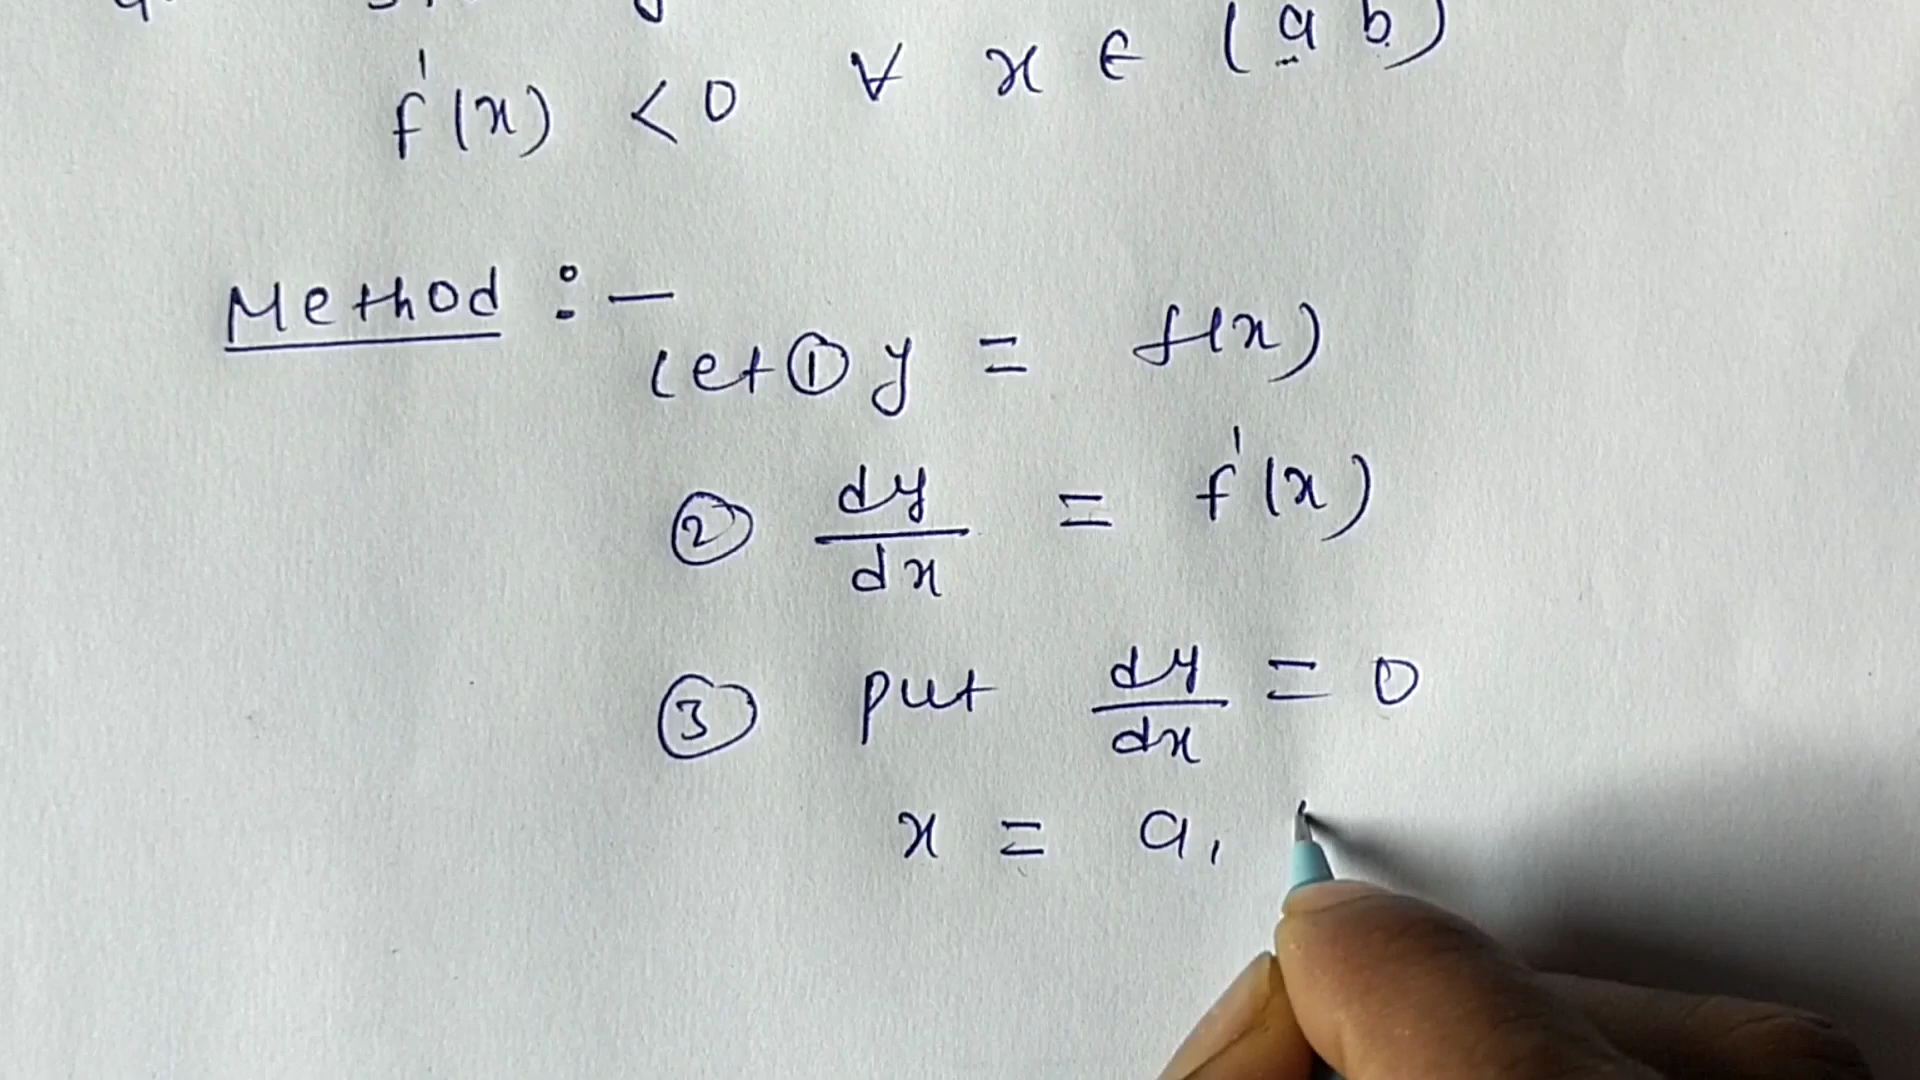 f'(x) < 0 ∀ x ∈ (a b)
Method :-
let ① y = f(x)
② dy/dx = f'(x)
③ put dy/dx = 0
x = a,